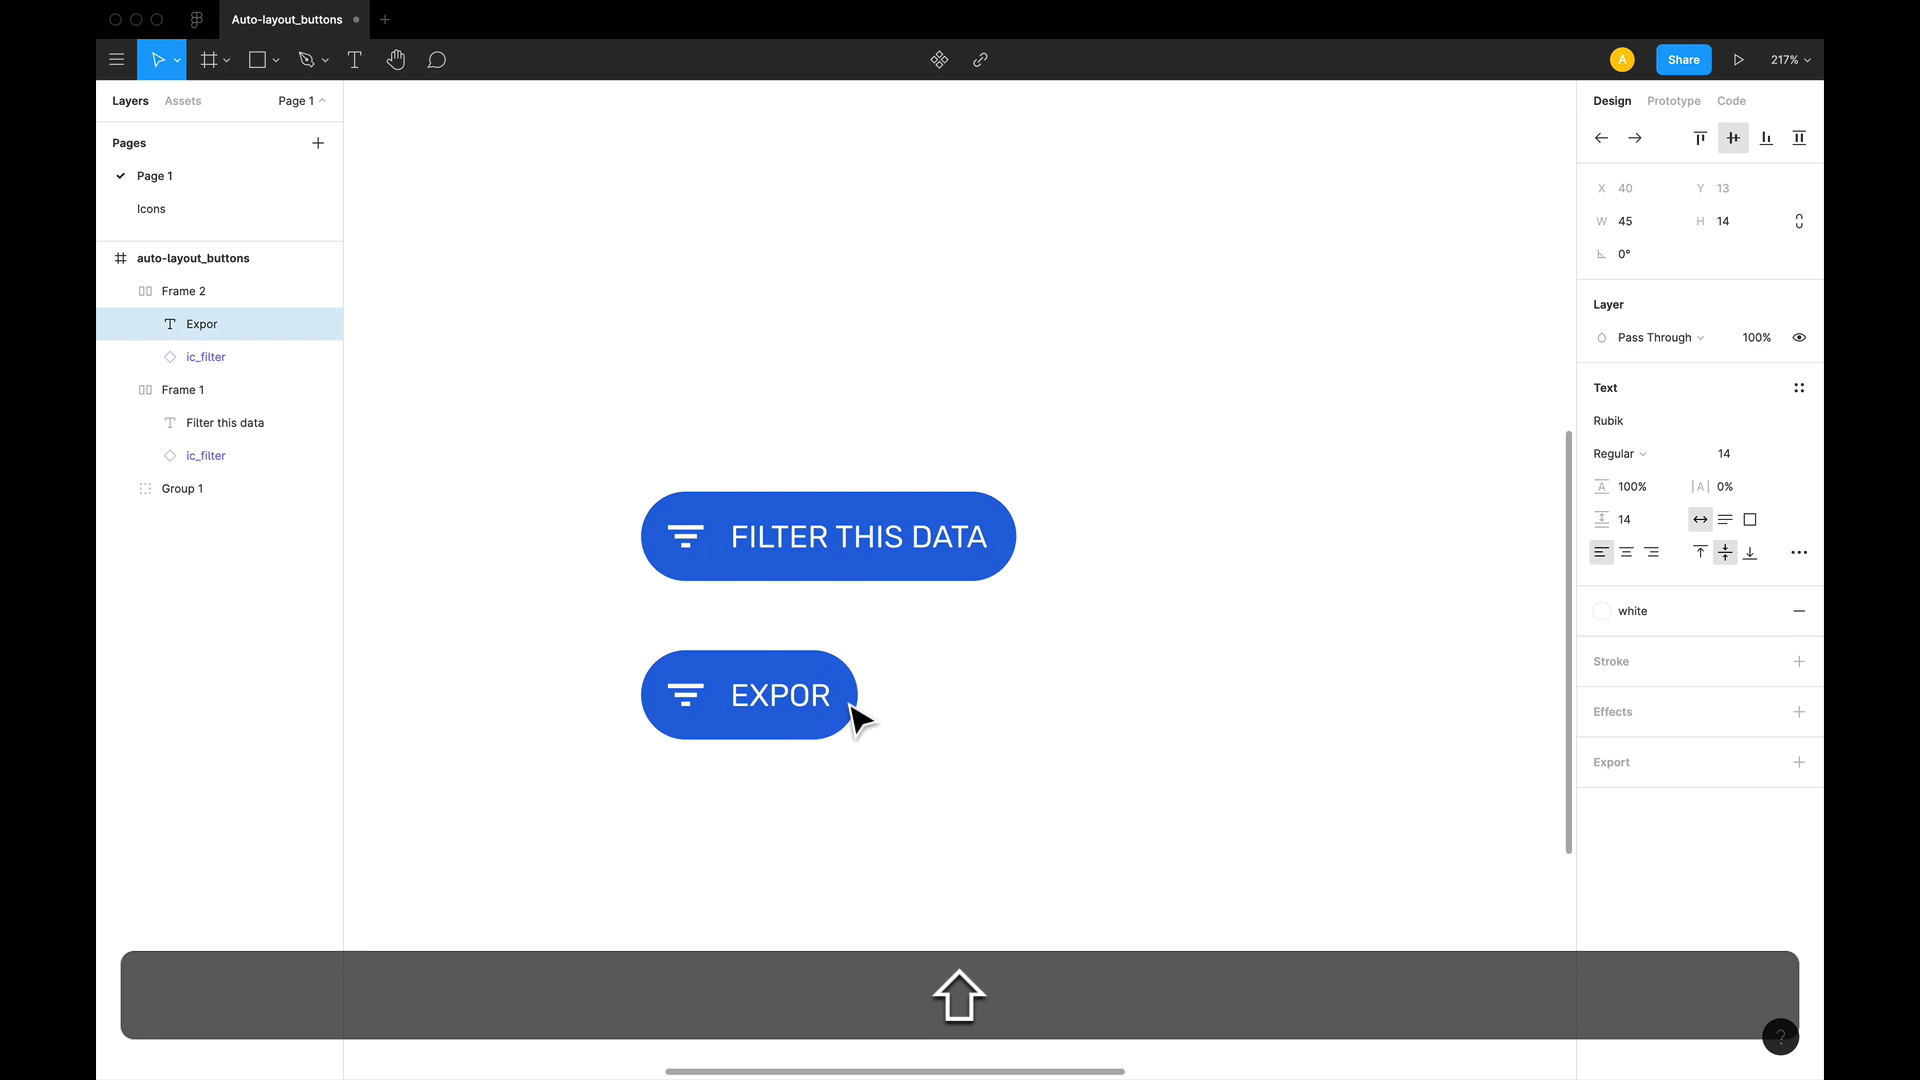 Auto-layout_buttons
A
Share
217%
Layers
Assets
Page 1
Pages
Page 1
Icons
auto-layout_buttons
Frame 2
Expor
ic_filter
Frame 1
Filter this data
ic_filter
Group 1
FILTER THIS DATA
EXPOR
Design
Prototype
Code
X 40
Y 13
W 45
H 14
0°
Layer
Pass Through
100%
Text
Rubik
Regular
14
A 100%
|A| 0%
14
white
Stroke
Effects
Export
?